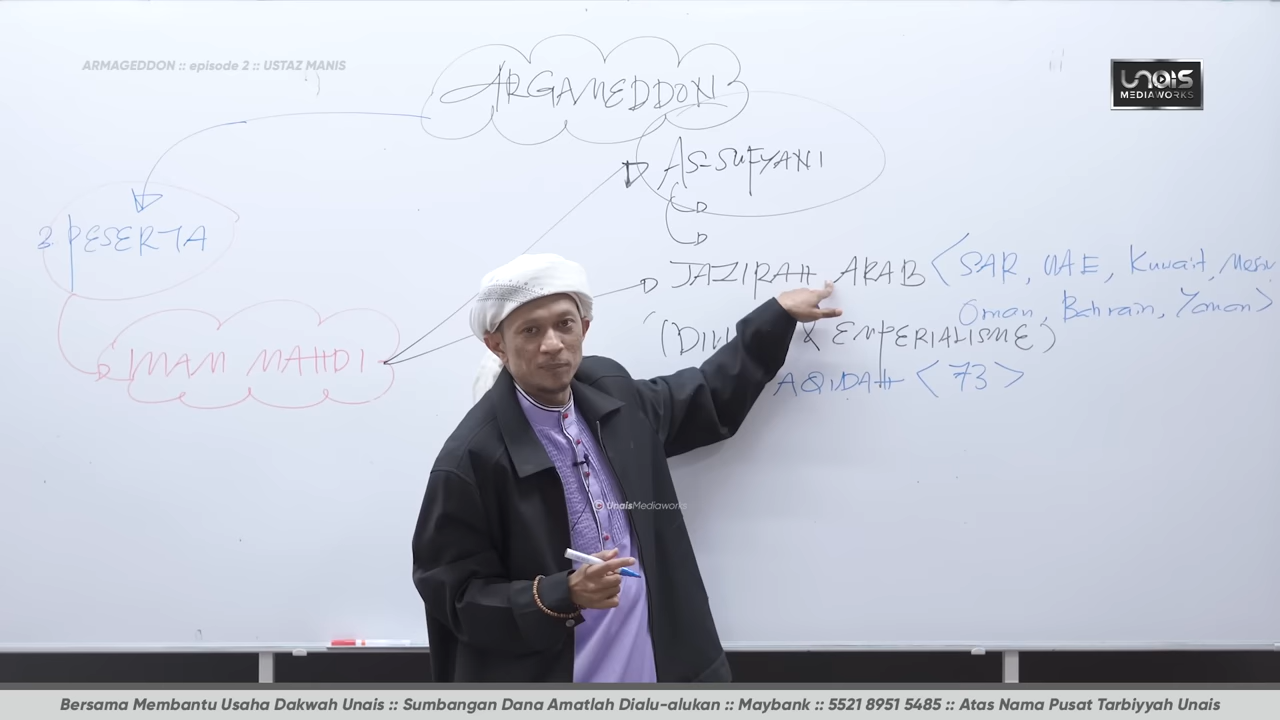 ARMAGEDDON :: episode 2 :: USTAZ MANIS
UNAIS
MEDIAWORKS
ARGAMEDDON
AS-SUFYANI
3 PESERTA
JAZIRAH ARAB < SAR, UAE, Kuwait, Mesir
Oman, Bahrain, Yaman >
& EMPERIALISME)
IMAM MAHDI
AQIDAH < 73 >
© UnaisMediaworks
Bersama Membantu Usaha Dakwah Unais :: Sumbangan Dana Amatlah Dialu-alukan :: Maybank :: 5521 8951 5485 :: Atas Nama Pusat Tarbiyyah Unais